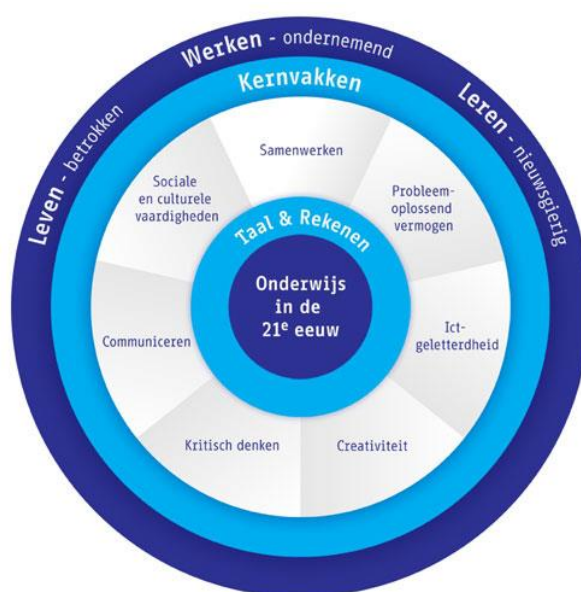 Leven - betrokken
Werken - ondernemend
Leren - nieuwsgierig
Kernvakken
Samenwerken
Probleem-
oplossend
vermogen
Ict-
geletterdheid
Creativiteit
Kritisch denken
Communiceren
Sociale
en culturele
vaardigheden
Taal & Rekenen
Onderwijs
in de
21e eeuw